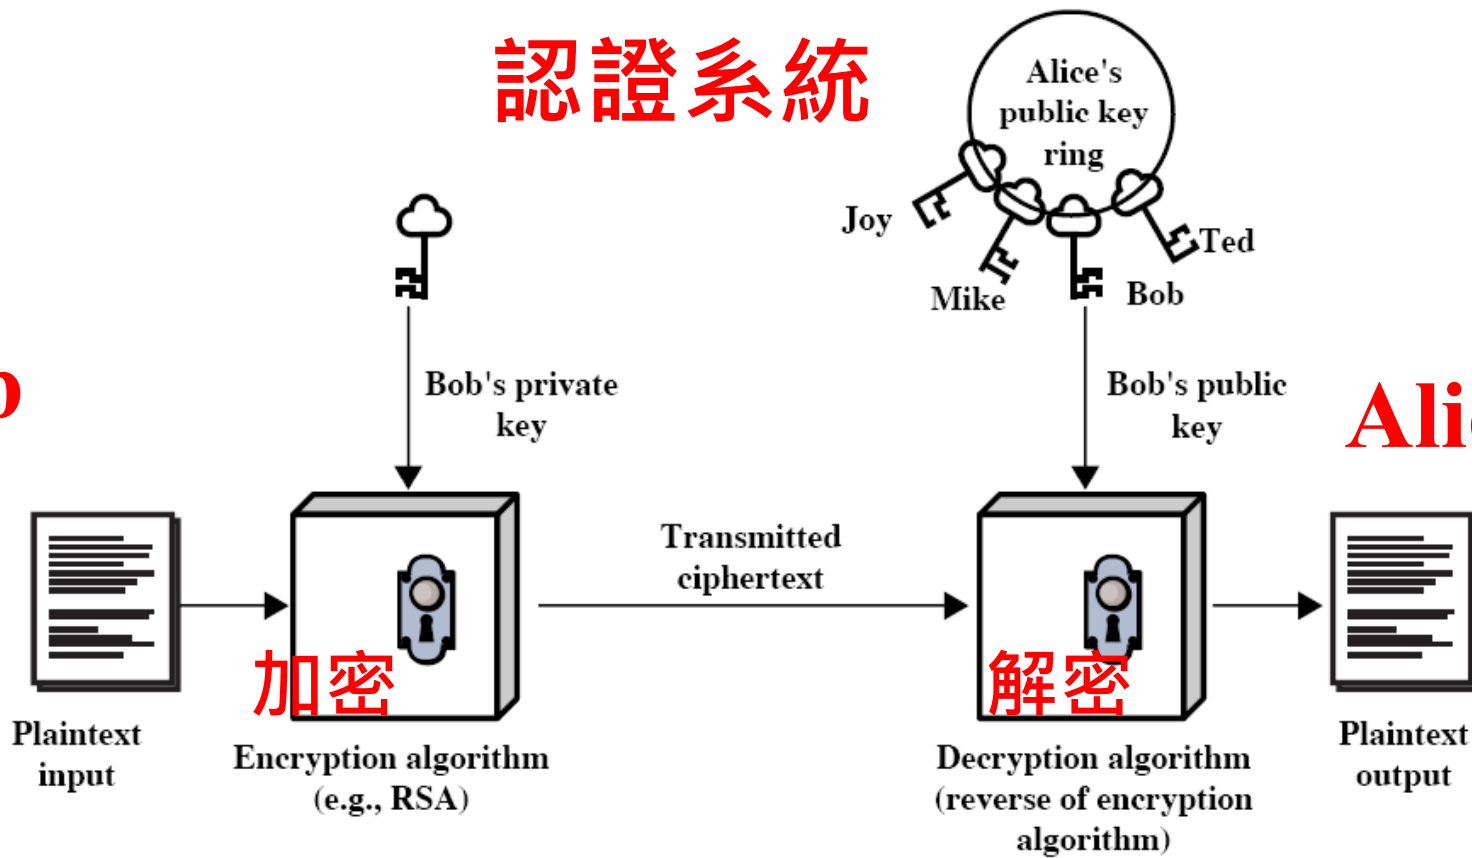 認證系統
Alice's
public key
ring
Joy
Ted
Mike
Bob
Bob's private
key
Bob's public
key
Transmitted
ciphertext
加密
解密
Plaintext
input
Encryption algorithm
(e.g., RSA)
Decryption algorithm
(reverse of encryption
algorithm)
Plaintext
output